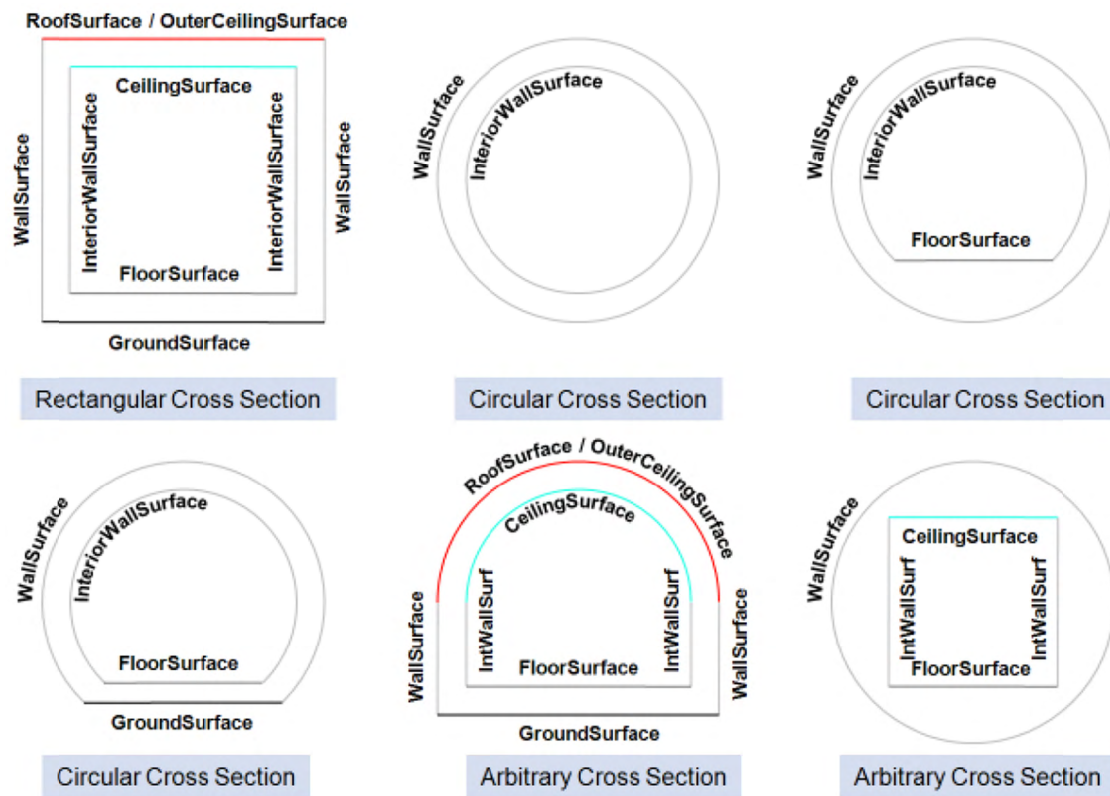 RoofSurface / OuterCeilingSurface
CeilingSurface
WallSurface
InteriorWallSurface
InteriorWallSurface
WallSurface
FloorSurface
GroundSurface
Rectangular Cross Section
WallSurface
InteriorWallSurface
Circular Cross Section
WallSurface
InteriorWallSurface
FloorSurface
Circular Cross Section
WallSurface
InteriorWallSurface
FloorSurface
GroundSurface
Circular Cross Section
RoofSurface / OuterCeilingSurface
CeilingSurface
WallSurface
IntWallSurf
IntWallSurf
WallSurface
FloorSurface
GroundSurface
Arbitrary Cross Section
WallSurface
CeilingSurface
IntWallSurf
IntWallSurf
FloorSurface
Arbitrary Cross Section